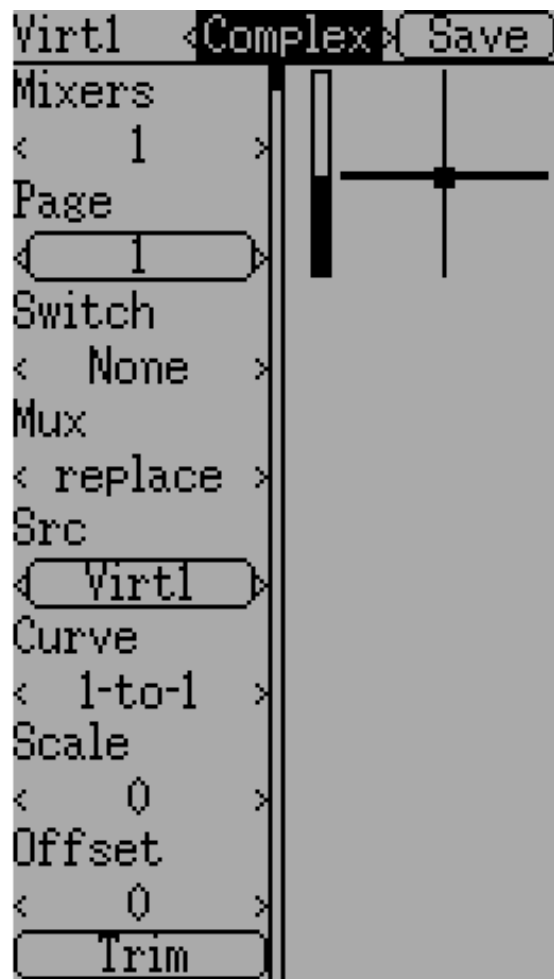 Virt1 <Complex> Save
Mixers
< 1 >
Page
< 1 >
Switch
< None >
Mux
< replace >
Src
< Virt1 >
Curve
< 1-to-1 >
Scale
< 0 >
Offset
< 0 >
Trim